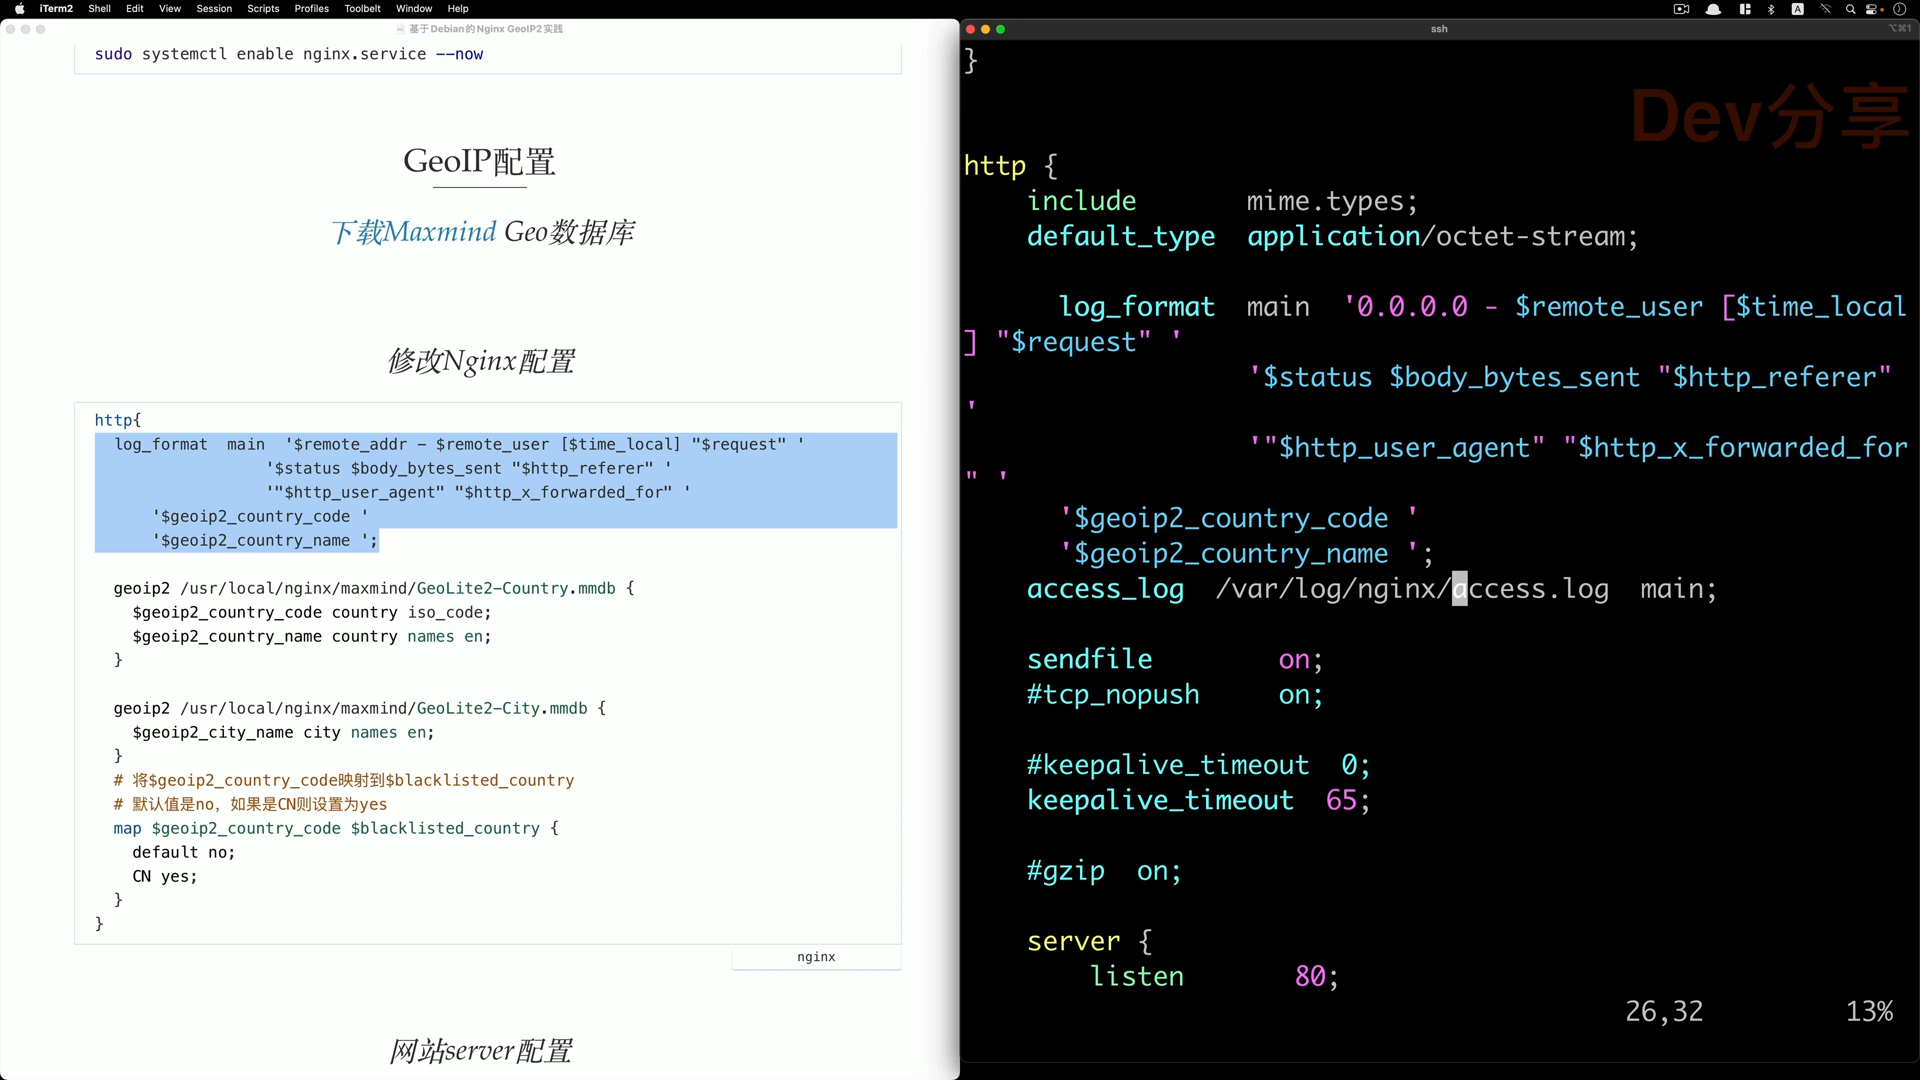 iTerm2 Shell Edit View Session Scripts Profiles Toolbelt Window Help
基于Debian的Nginx GeoIP2实践
sudo systemctl enable nginx.service --now
GeoIP配置
下载Maxmind Geo数据库
修改Nginx配置
http{
log_format  main  '$remote_addr - $remote_user [$time_local] "$request" '
'$status $body_bytes_sent "$http_referer" '
'"$http_user_agent" "$http_x_forwarded_for" '
'$geoip2_country_code '
'$geoip2_country_name ';
geoip2 /usr/local/nginx/maxmind/GeoLite2-Country.mmdb {
$geoip2_country_code country iso_code;
$geoip2_country_name country names en;
}
geoip2 /usr/local/nginx/maxmind/GeoLite2-City.mmdb {
$geoip2_city_name city names en;
}
# 将$geoip2_country_code映射到$blacklisted_country
# 默认值是no，如果是CN则设置为yes
map $geoip2_country_code $blacklisted_country {
default no;
CN yes;
}
}
nginx
网站server配置
ssh
⌥⌘1
}
Dev分享
http {
include       mime.types;
default_type  application/octet-stream;
log_format  main  '0.0.0.0 - $remote_user [$time_local
] "$request" '
'$status $body_bytes_sent "$http_referer"
'
'"$http_user_agent" "$http_x_forwarded_for
" '
'$geoip2_country_code '
'$geoip2_country_name ';
access_log  /var/log/nginx/access.log  main;
sendfile        on;
#tcp_nopush     on;
#keepalive_timeout  0;
keepalive_timeout  65;
#gzip  on;
server {
listen       80;
26,32         13%